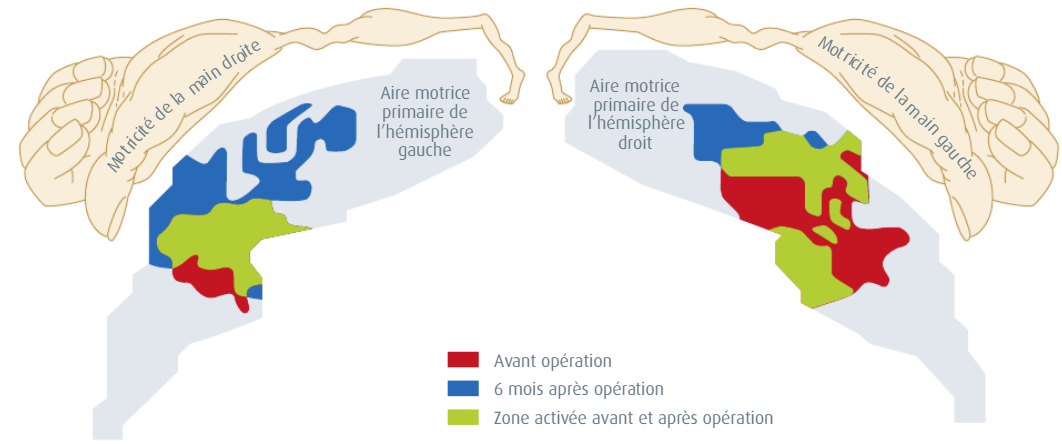 Motricité de la main droite
Aire motrice
primaire de
l'hémisphère
gauche
Aire motrice
primaire de
l'hémisphère
droit
Motricité de la main gauche
Avant opération
6 mois après opération
Zone activée avant et après opération